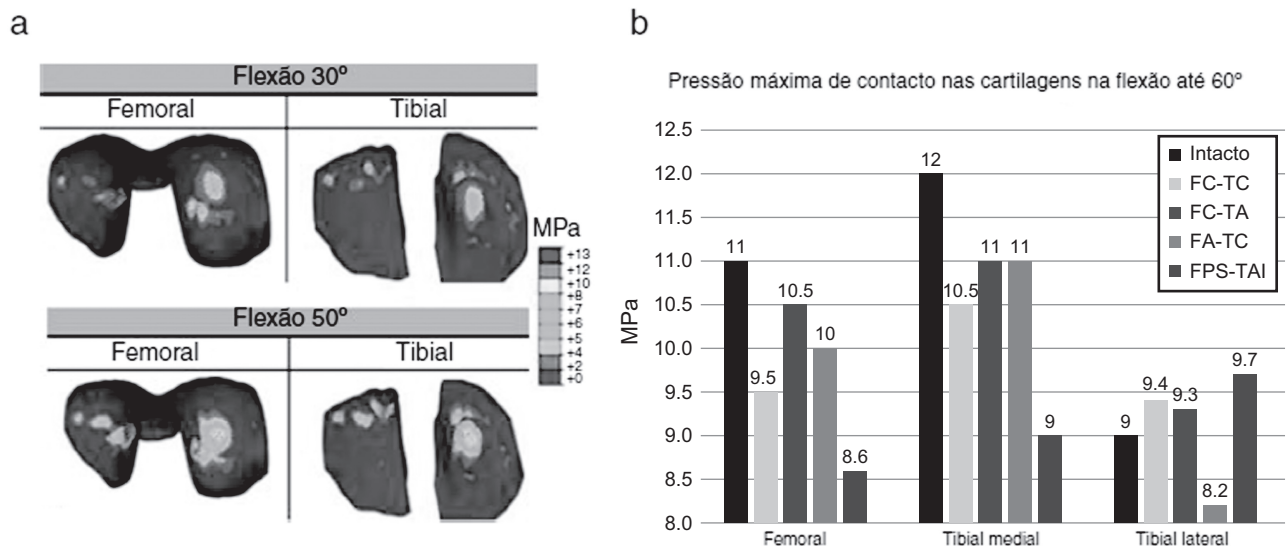 a
Flexão 30º
Femoral
Tibial
MPa
+13
+12
+10
+8
+7
+6
+5
+4
+2
+0
Flexão 50º
Femoral
Tibial
b
Pressão máxima de contacto nas cartilagens na flexão até 60º
MPa
12.5
12.0
11.5
11.0
10.5
10.0
9.5
9.0
8.5
8.0
11
9.5
10.5
10
8.6
12
10.5
11
11
9
9
9.4
9.3
8.2
9.7
Femoral
Tibial medial
Tibial lateral
Intacto
FC-TC
FC-TA
FA-TC
FPS-TAI